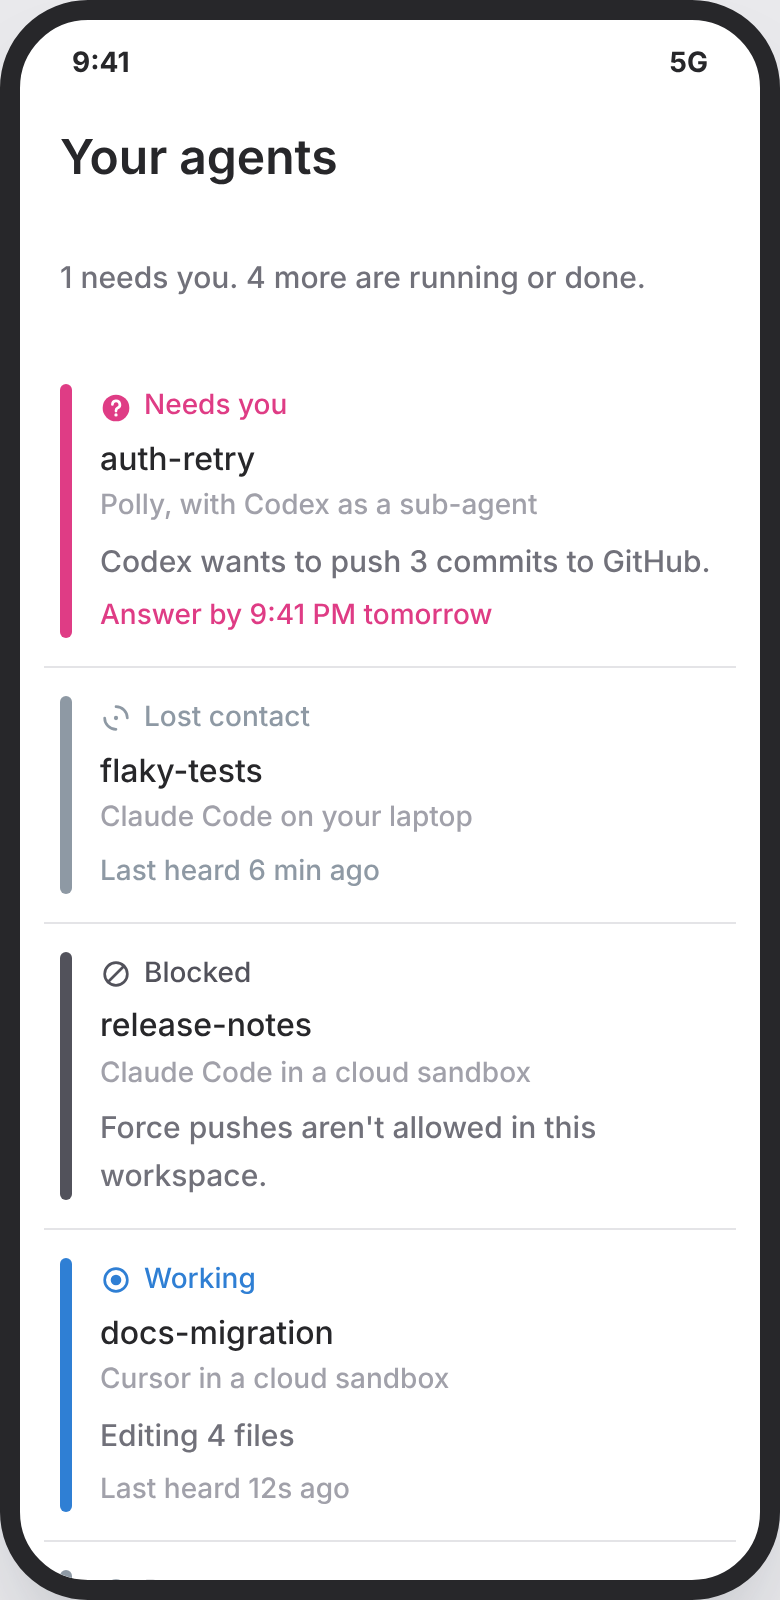 9:41
5G
Your agents
1 needs you. 4 more are running or done.
Needs you
auth-retry
Polly, with Codex as a sub-agent
Codex wants to push 3 commits to GitHub.
Answer by 9:41 PM tomorrow
Lost contact
flaky-tests
Claude Code on your laptop
Last heard 6 min ago
Blocked
release-notes
Claude Code in a cloud sandbox
Force pushes aren't allowed in this
workspace.
Working
docs-migration
Cursor in a cloud sandbox
Editing 4 files
Last heard 12s ago